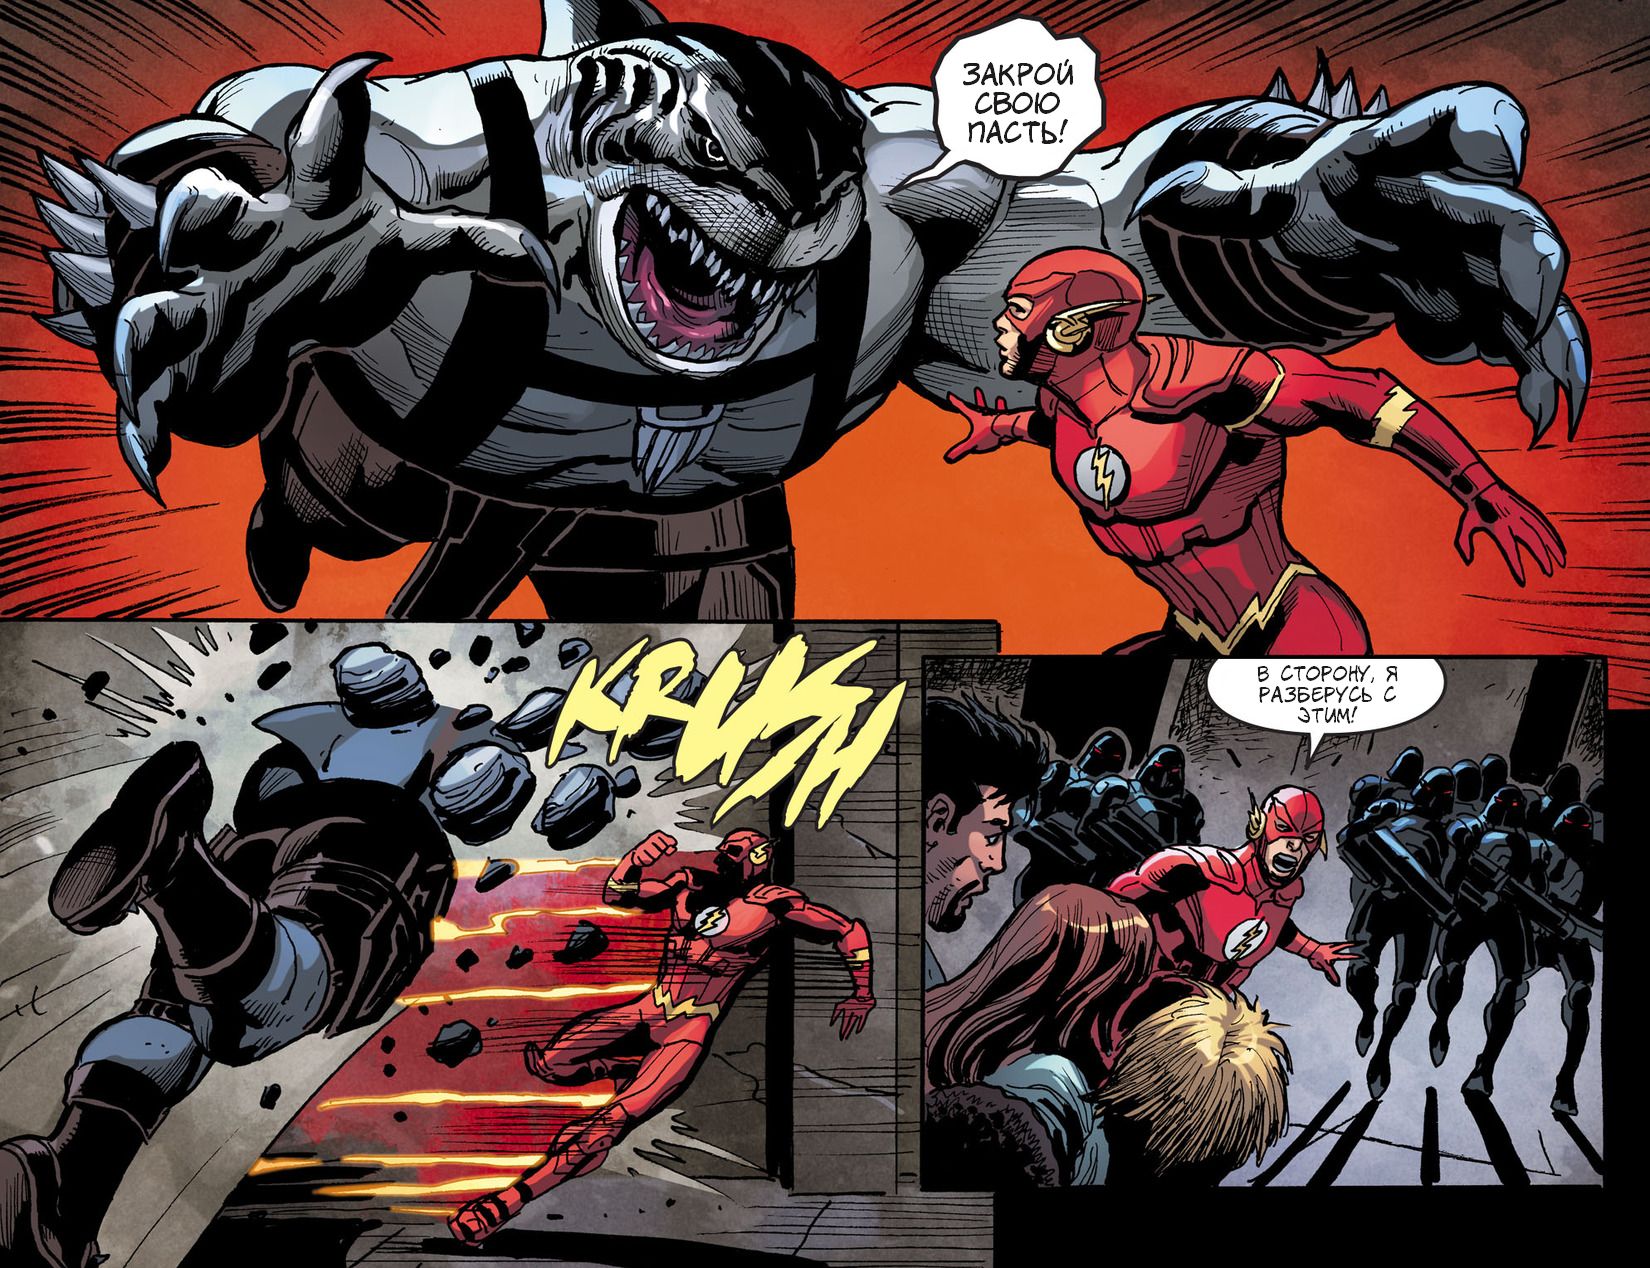 ЗАКРОЙ
СВОЮ
ПАСТЬ!
KRUSH
В СТОРОНУ, Я
РАЗБЕРУСЬ С
ЭТИМ!